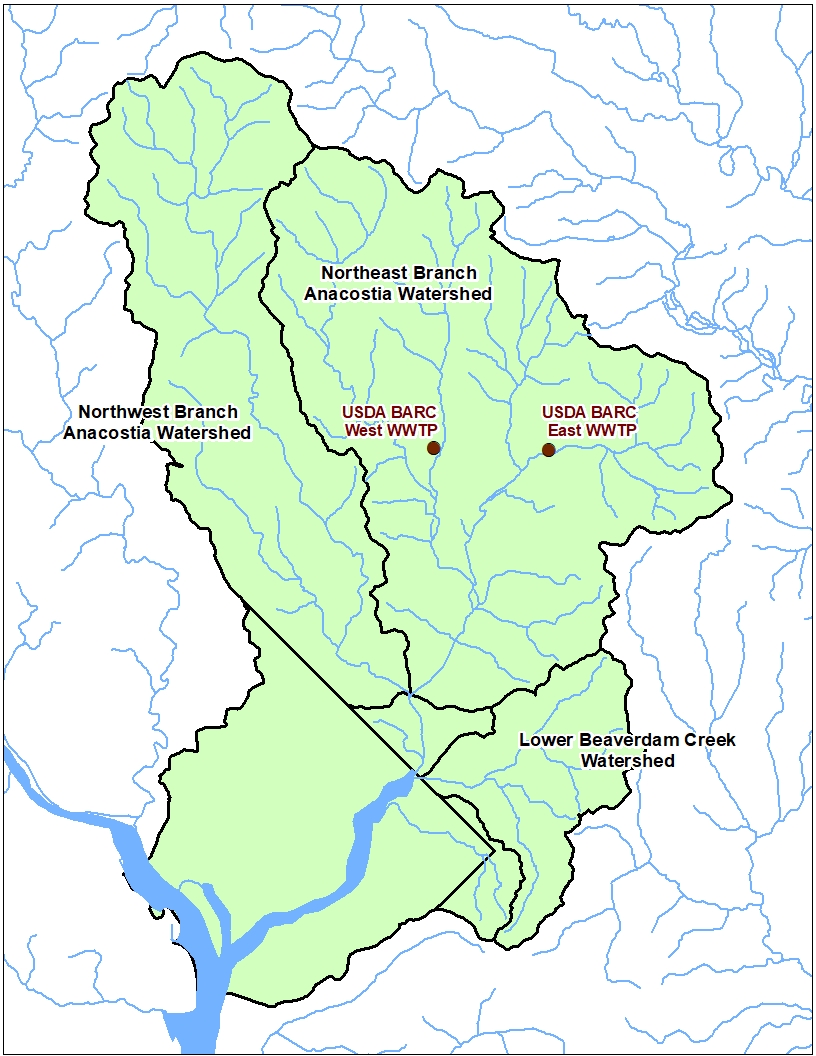 Northeast Branch
Anacostia Watershed
Northwest Branch
Anacostia Watershed
USDA BARC
West WWTP
USDA BARC
East WWTP
Lower Beaverdam Creek
Watershed